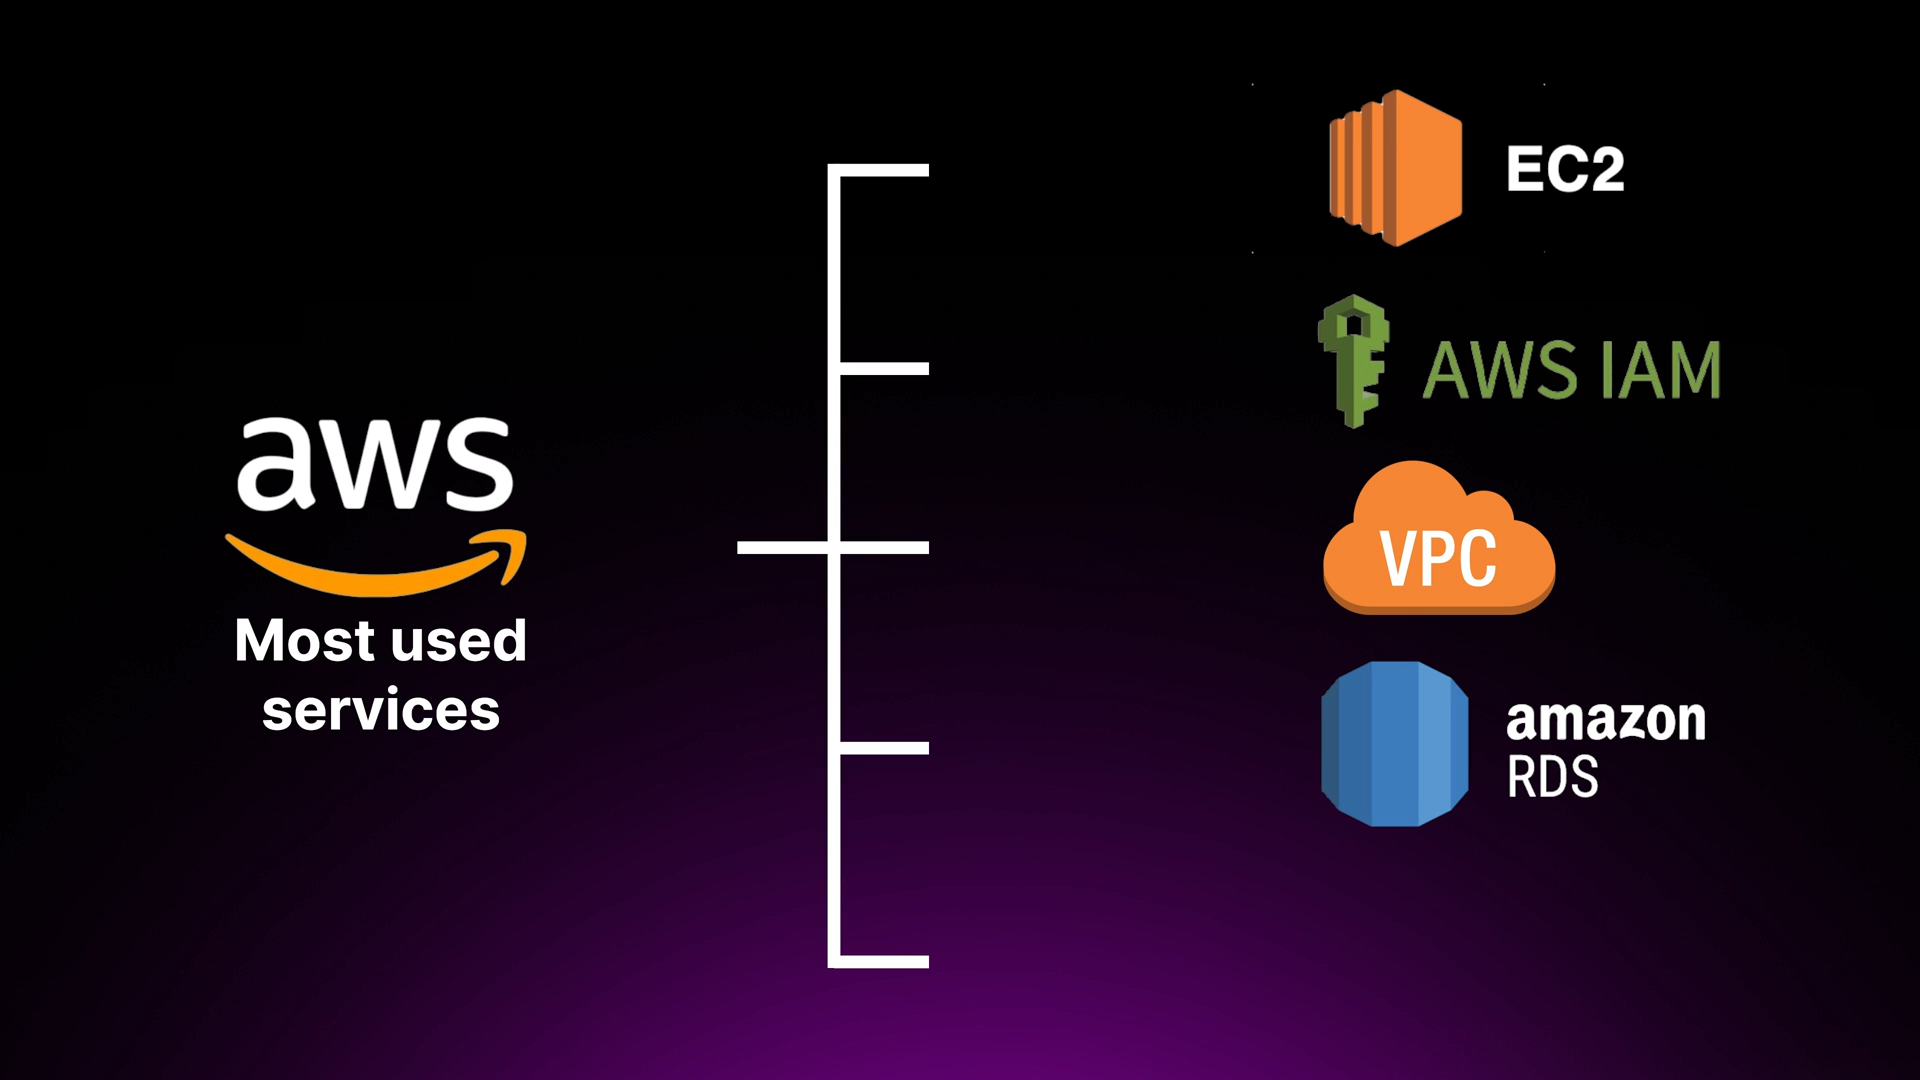 aws
Most used
services
EC2
AWS IAM
VPC
amazon
RDS